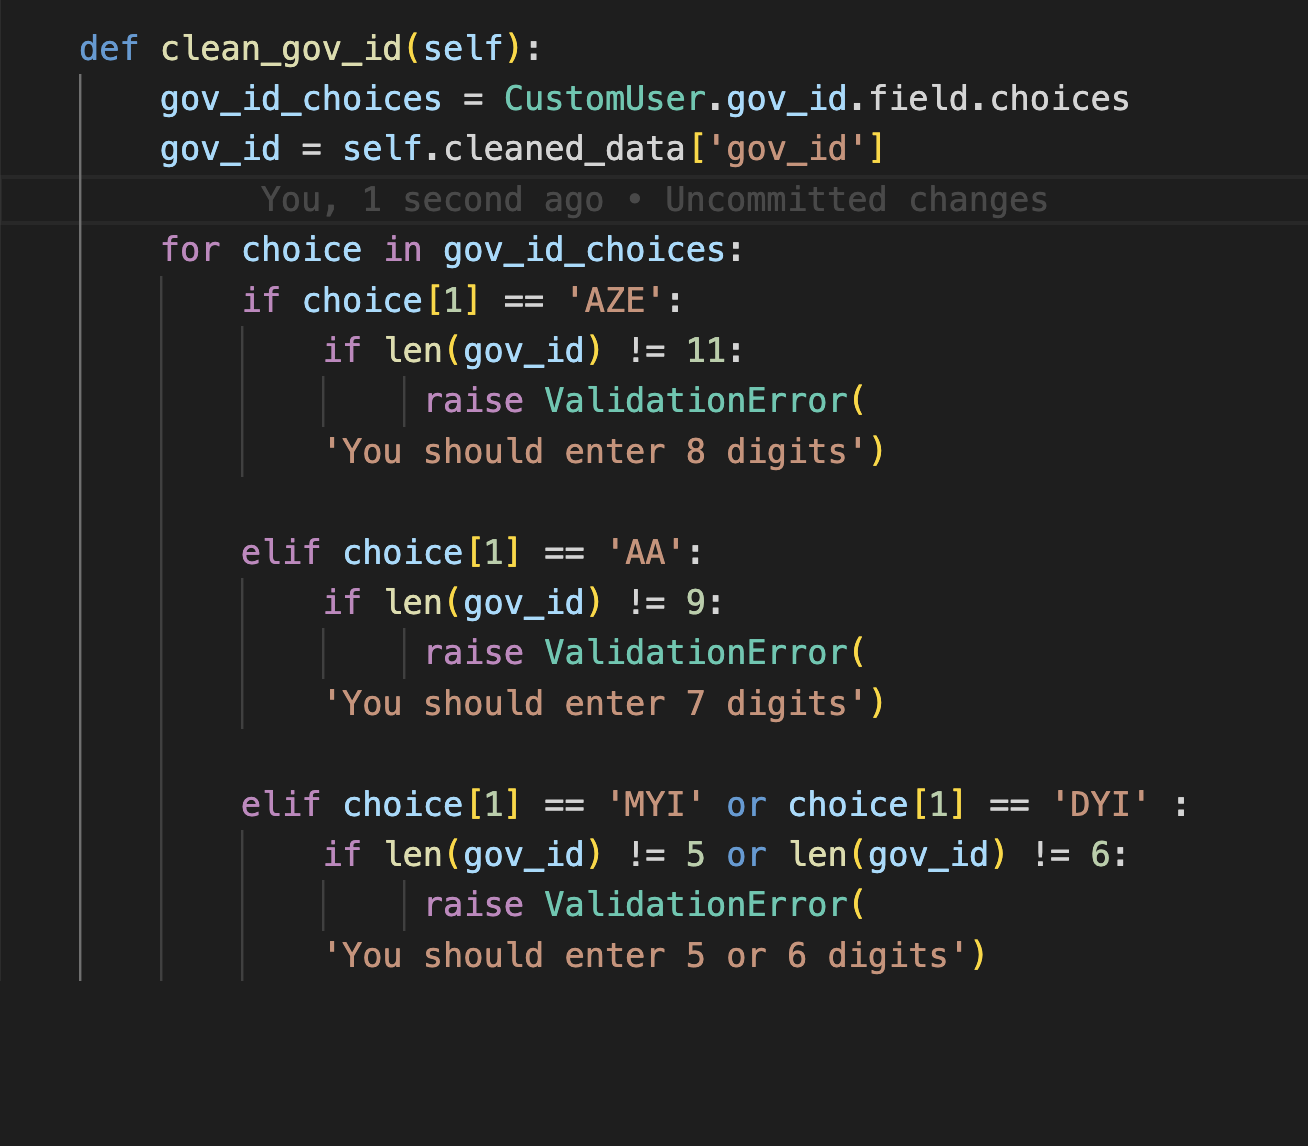 def clean_gov_id(self):
gov_id_choices = CustomUser.gov_id.field.choices
gov_id = self.cleaned_data['gov_id']
You, 1 second ago • Uncommitted changes
for choice in gov_id_choices:
if choice[1] == 'AZE':
if len(gov_id) != 11:
raise ValidationError(
'You should enter 8 digits')
elif choice[1] == 'AA':
if len(gov_id) != 9:
raise ValidationError(
'You should enter 7 digits')
elif choice[1] == 'MYI' or choice[1] == 'DYI' :
if len(gov_id) != 5 or len(gov_id) != 6:
raise ValidationError(
'You should enter 5 or 6 digits')